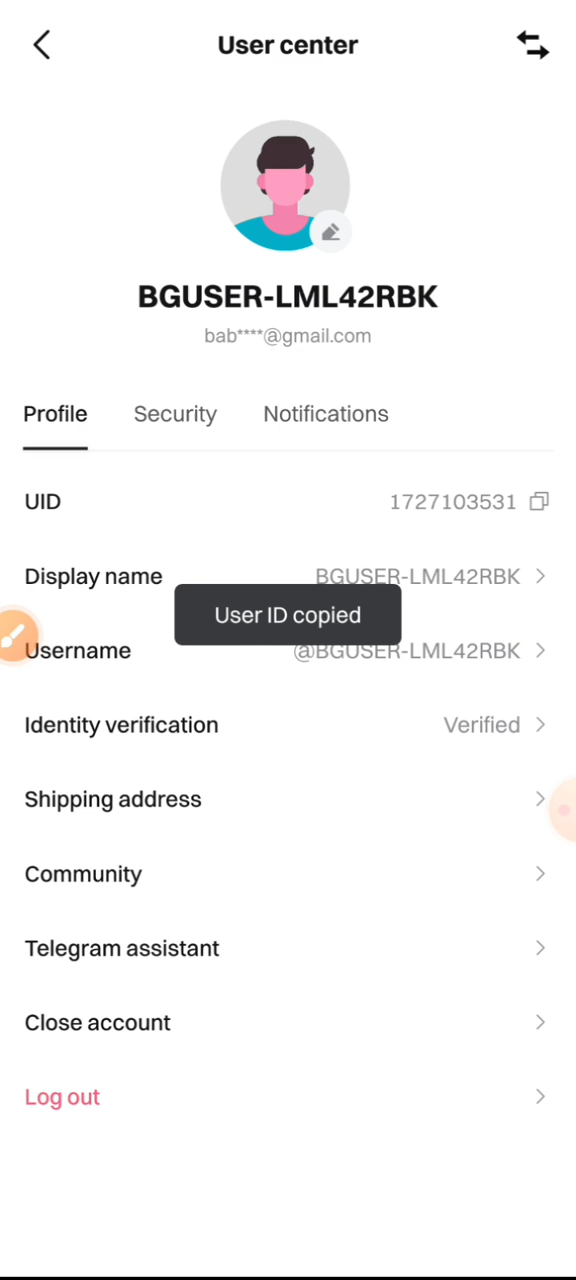 User center
BGUSER-LML42RBK
bab****@gmail.com
Profile Security Notifications
UID 1727103531
Display name BGUSER-LML42RBK
User ID copied
Username @BGUSER-LML42RBK
Identity verification Verified
Shipping address
Community
Telegram assistant
Close account
Log out